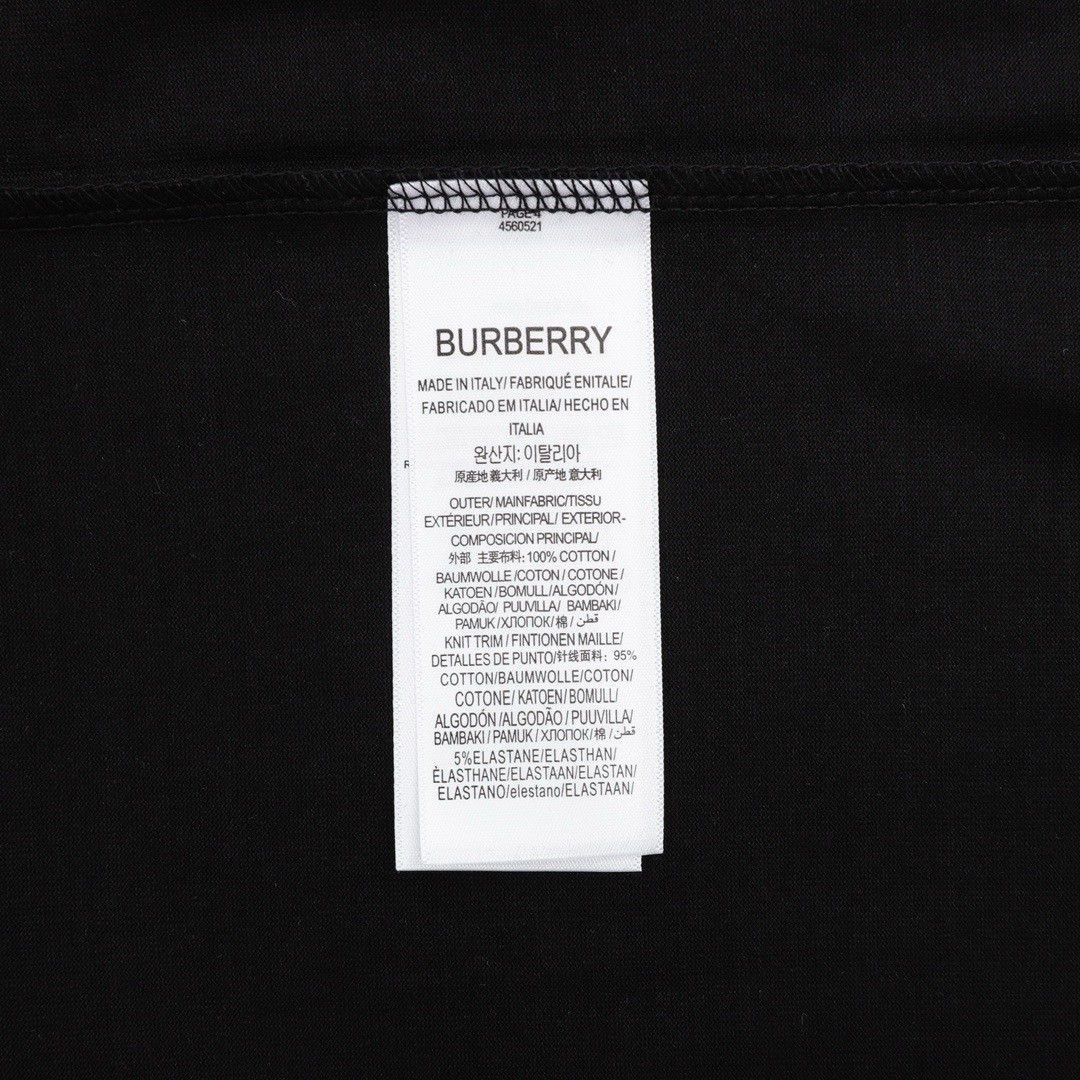 PAGE 4
4560521
BURBERRY
MADE IN ITALY/ FABRIQUÉ ENITALIE/
FABRICADO EM ITALIA/ HECHO EN
ITALIA
완산지: 이탈리아
原産地 義大利 / 原产地 意大利
R
OUTER/ MAINFABRIC/TISSU
EXTÉRIEUR/PRINCIPAL/ EXTERIOR-
COMPOSICION PRINCIPAL/
外部 主要布料: 100% COTTON /
BAUMWOLLE /COTON / COTONE /
KATOEN /BOMULL/ALGODÓN /
ALGODÃO/ PUUVILLA/ BAMBAKI/
PAMUK /ХЛОПОК/ 棉 / قطن
KNIT TRIM / FINTIONEN MAILLE/
DETALLES DE PUNTO/针线面料: 95%
COTTON/BAUMWOLLE/COTON/
COTONE/ KATOEN/BOMULL/
ALGODÓN /ALGODÃO / PUUVILLA/
BAMBAKI / PAMUK / ХЛОПОК/棉 /قطن
5%ELASTANE/ELASTHAN/
ÈLASTHANE/ELASTAAN/ELASTAN/
ELASTANO/elestano/ELASTAAN/